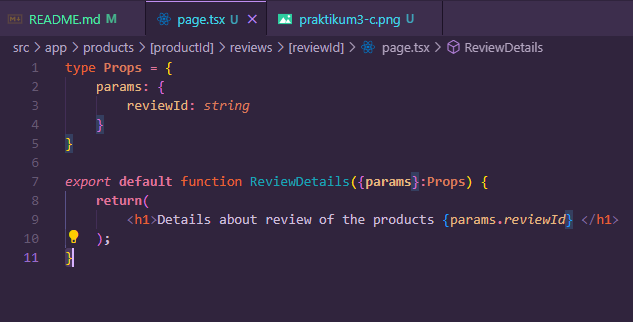 README.md M page.tsx U × praktikum3-c.png U
src > app > products > [productId] > reviews > [reviewId] > page.tsx > ReviewDetails
1 type Props = {
2 params: {
3 reviewId: string
4 }
5 }
6
7 export default function ReviewDetails({params}:Props) {
8 return(
9 <h1>Details about review of the products {params.reviewId} </h1>
10 );
11 }